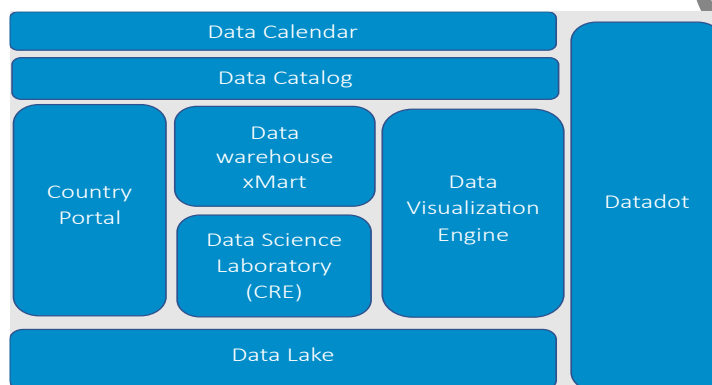 Data Calendar
Data Catalog
Country
Portal
Data
warehouse
xMart
Data Science
Laboratory
(CRE)
Data
Visualization
Engine
Datadot
Data Lake